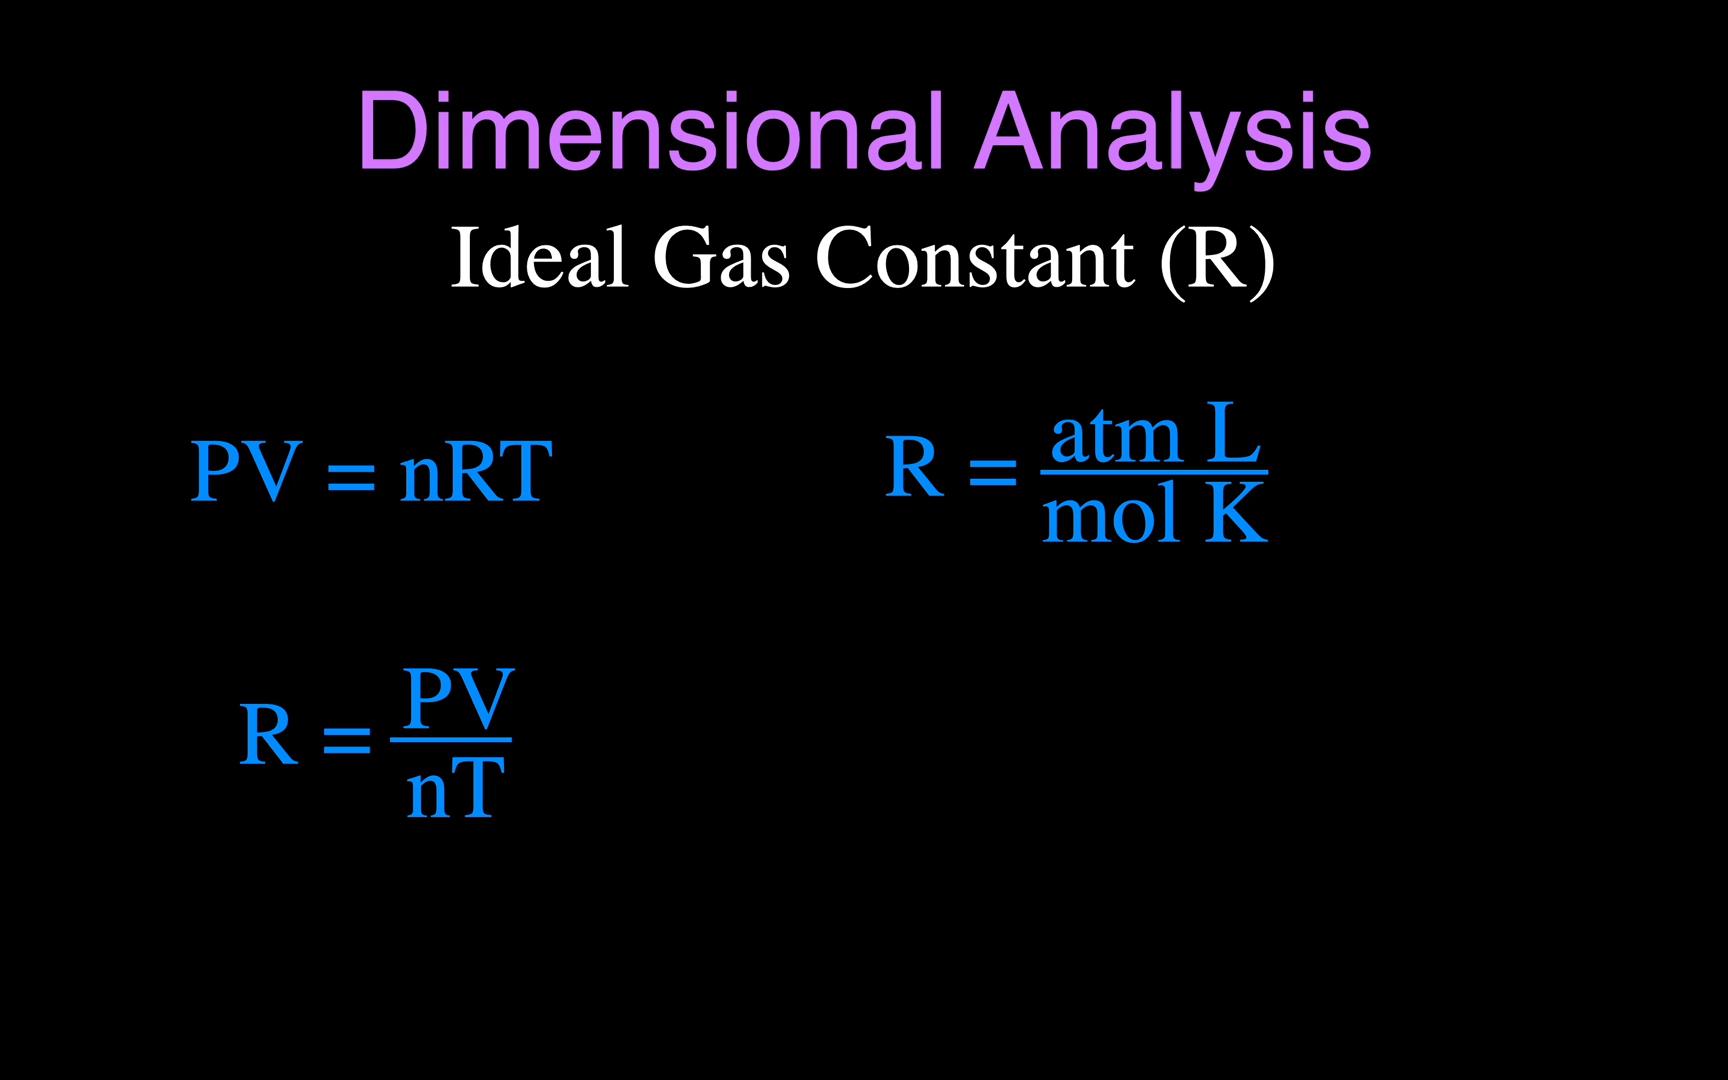 Dimensional Analysis
Ideal Gas Constant (R)
PV = nRT
R = atm L / mol K
R = PV / nT